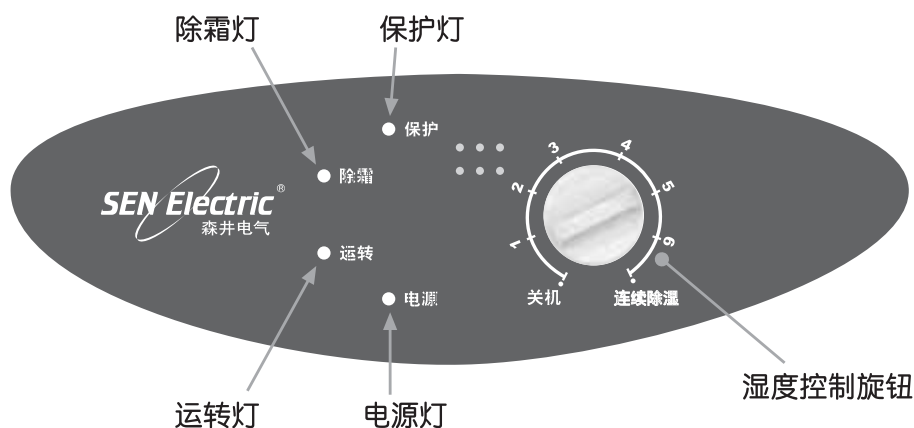 除霜灯
保护灯
保护
除霜
SEN Electric®
森井电气
运转
电源
1
2
3
4
5
6
关机
连续除湿
湿度控制旋钮
运转灯
电源灯